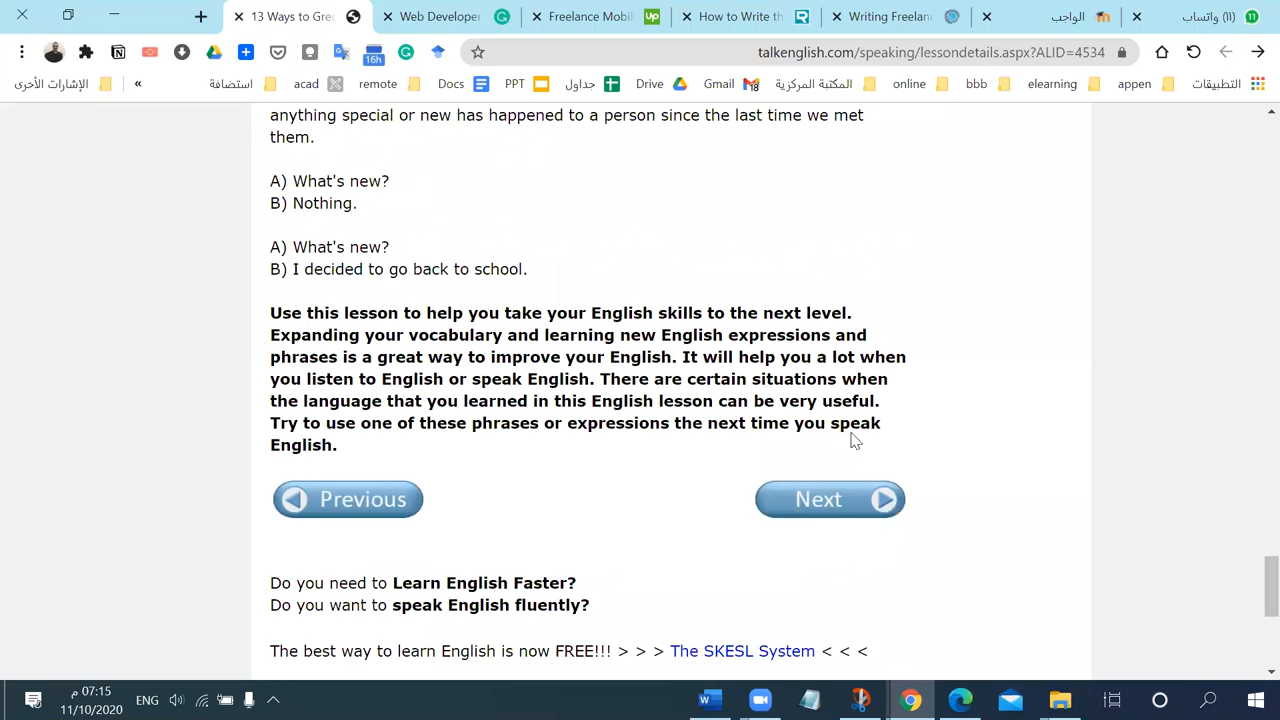 13 Ways to Gre
Web Developer
Freelance Mobil
How to Write th
Writing Freelanc
الواجب
(١١) واتساب
11
16h
talkenglish.com/speaking/lessondetails.aspx?ALID=4534
الإشارات الأخرى
«
استضافة
acad
remote
Docs
PPT
جداول
Drive
Gmail
المكتبة المركزية
online
bbb
elearning
appen
التطبيقات
anything special or new has happened to a person since the last time we met
them.
A) What's new?
B) Nothing.
A) What's new?
B) I decided to go back to school.
Use this lesson to help you take your English skills to the next level.
Expanding your vocabulary and learning new English expressions and
phrases is a great way to improve your English. It will help you a lot when
you listen to English or speak English. There are certain situations when
the language that you learned in this English lesson can be very useful.
Try to use one of these phrases or expressions the next time you speak
English.
Previous
Next
Do you need to Learn English Faster?
Do you want to speak English fluently?
The best way to learn English is now FREE!!! > > > The SKESL System < < <
07:15 م
11/10/2020
ENG